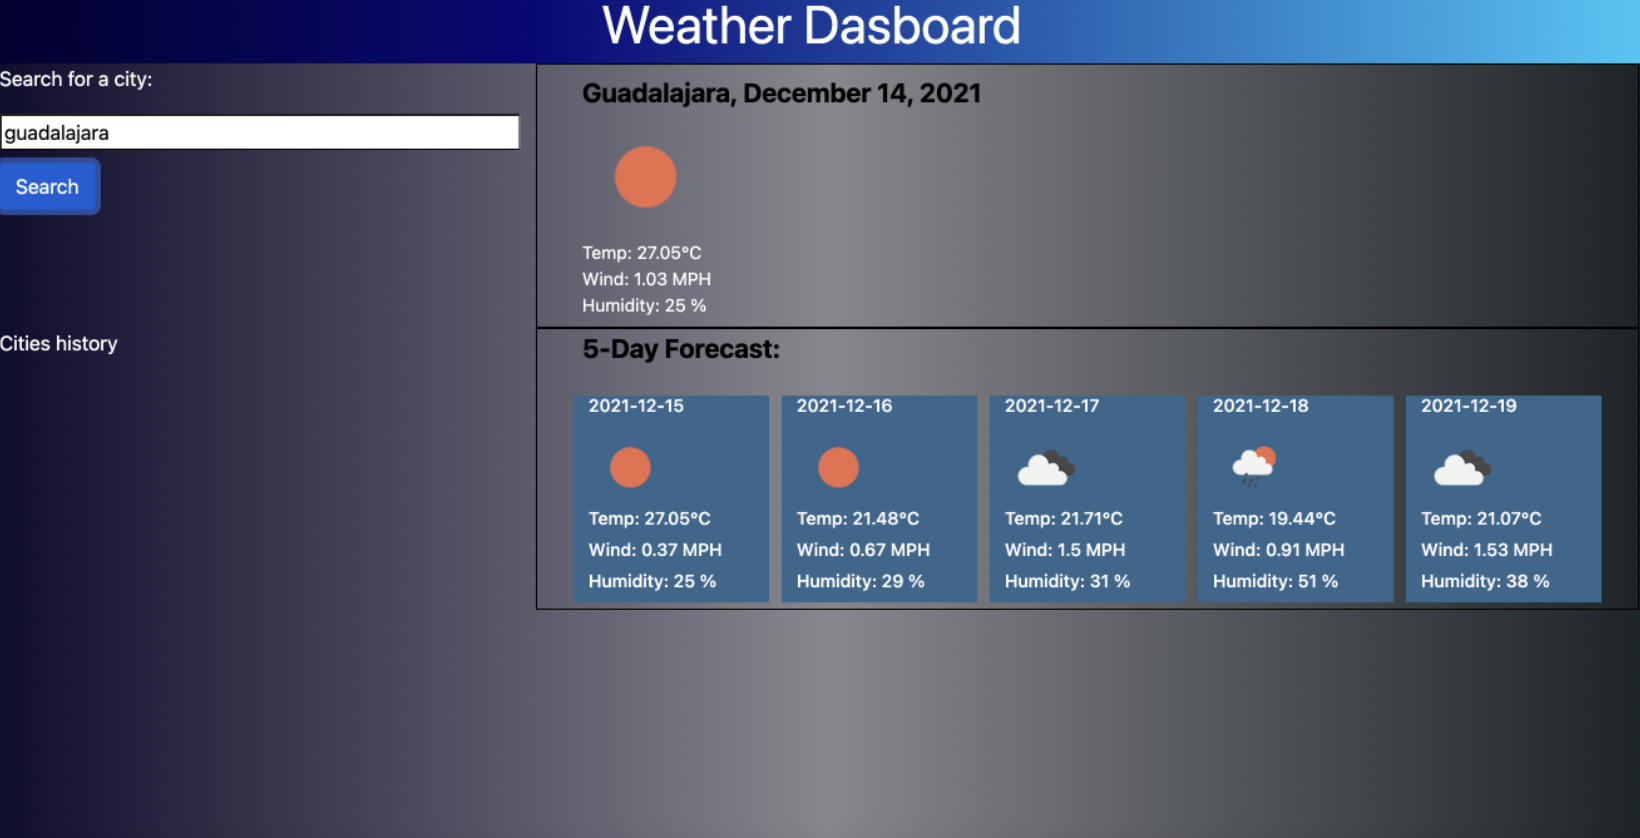 Weather Dasboard
Search for a city:
guadalajara
Search
Cities history
Guadalajara, December 14, 2021
Temp: 27.05°C
Wind: 1.03 MPH
Humidity: 25 %
5-Day Forecast:
2021-12-15
Temp: 27.05°C
Wind: 0.37 MPH
Humidity: 25 %
2021-12-16
Temp: 21.48°C
Wind: 0.67 MPH
Humidity: 29 %
2021-12-17
Temp: 21.71°C
Wind: 1.5 MPH
Humidity: 31 %
2021-12-18
Temp: 19.44°C
Wind: 0.91 MPH
Humidity: 51 %
2021-12-19
Temp: 21.07°C
Wind: 1.53 MPH
Humidity: 38 %